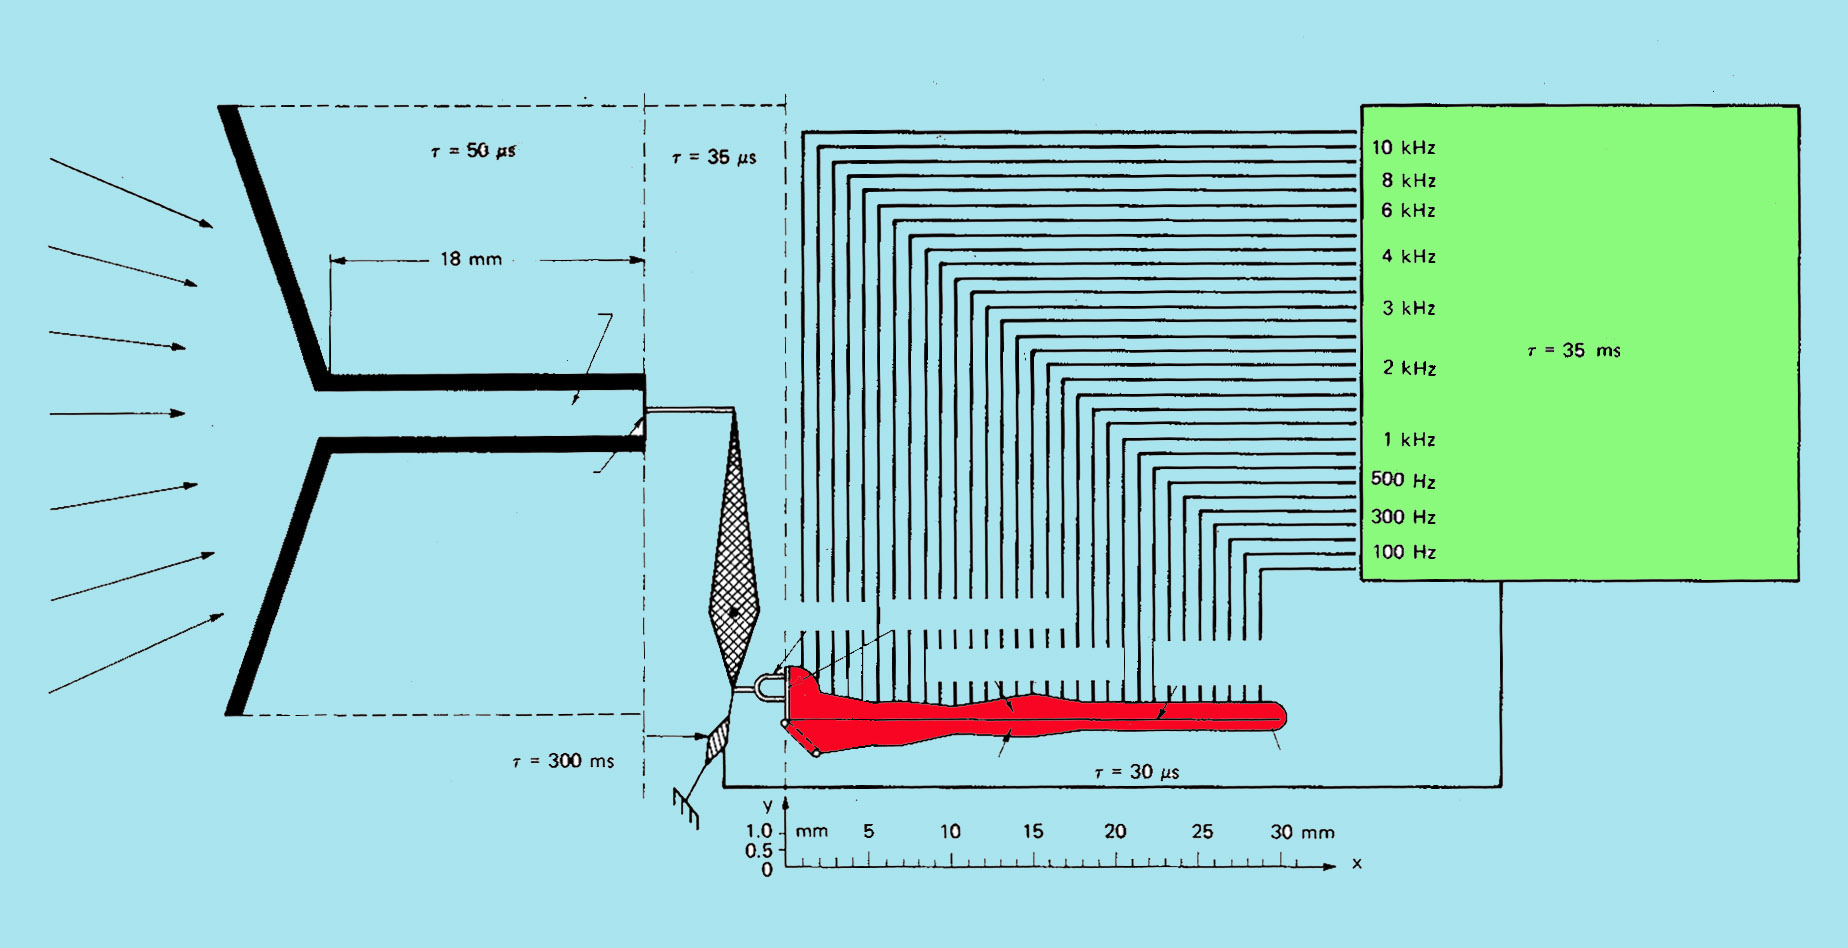 τ = 50 μs
τ = 35 μs
18 mm
10 kHz
8 kHz
6 kHz
4 kHz
3 kHz
2 kHz
1 kHz
500 Hz
300 Hz
100 Hz
τ = 35 ms
τ = 300 ms
τ = 30 μs
y
1.0 mm 5 10 15 20 25 30 mm
0.5
0
x